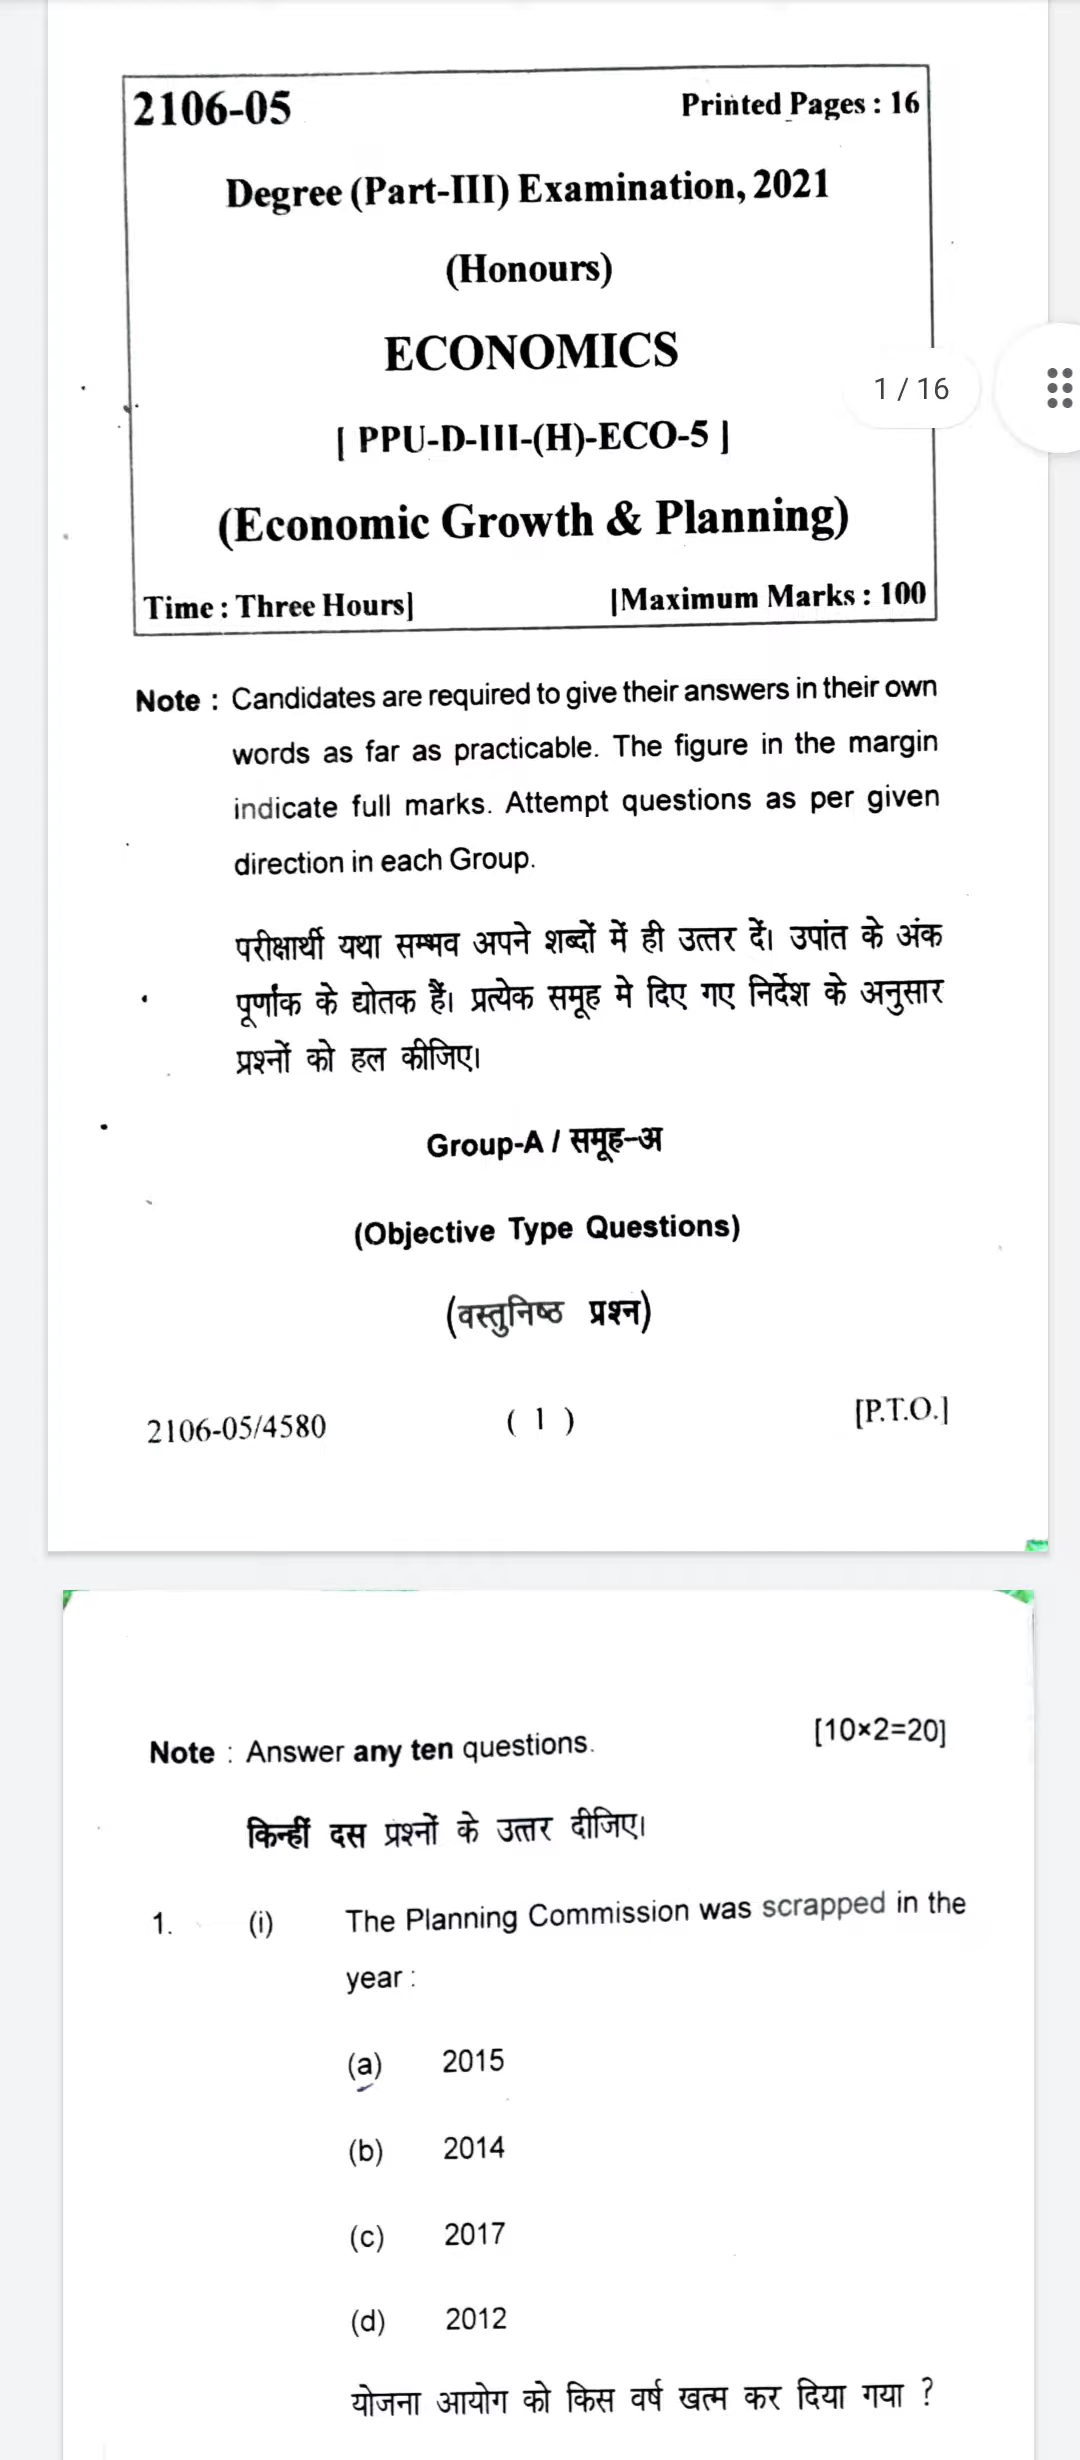 2106-05 Printed Pages : 16
Degree (Part-III) Examination, 2021
(Honours)
ECONOMICS
1 / 16
[ PPU-D-III-(H)-ECO-5 ]
(Economic Growth & Planning)
Time : Three Hours] [Maximum Marks : 100
Note : Candidates are required to give their answers in their own
words as far as practicable. The figure in the margin
indicate full marks. Attempt questions as per given
direction in each Group.
परीक्षार्थी यथा सम्भव अपने शब्दों में ही उत्तर दें। उपांत के अंक
पूर्णांक के द्योतक हैं। प्रत्येक समूह मे दिए गए निर्देश के अनुसार
प्रश्नों को हल कीजिए।
Group-A / समूह-अ
(Objective Type Questions)
(वस्तुनिष्ठ प्रश्न)
2106-05/4580 ( 1 ) [P.T.O.]
Note : Answer any ten questions. [10×2=20]
किन्हीं दस प्रश्नों के उत्तर दीजिए।
1. (i) The Planning Commission was scrapped in the
year :
(a) 2015
(b) 2014
(c) 2017
(d) 2012
योजना आयोग को किस वर्ष खत्म कर दिया गया ?